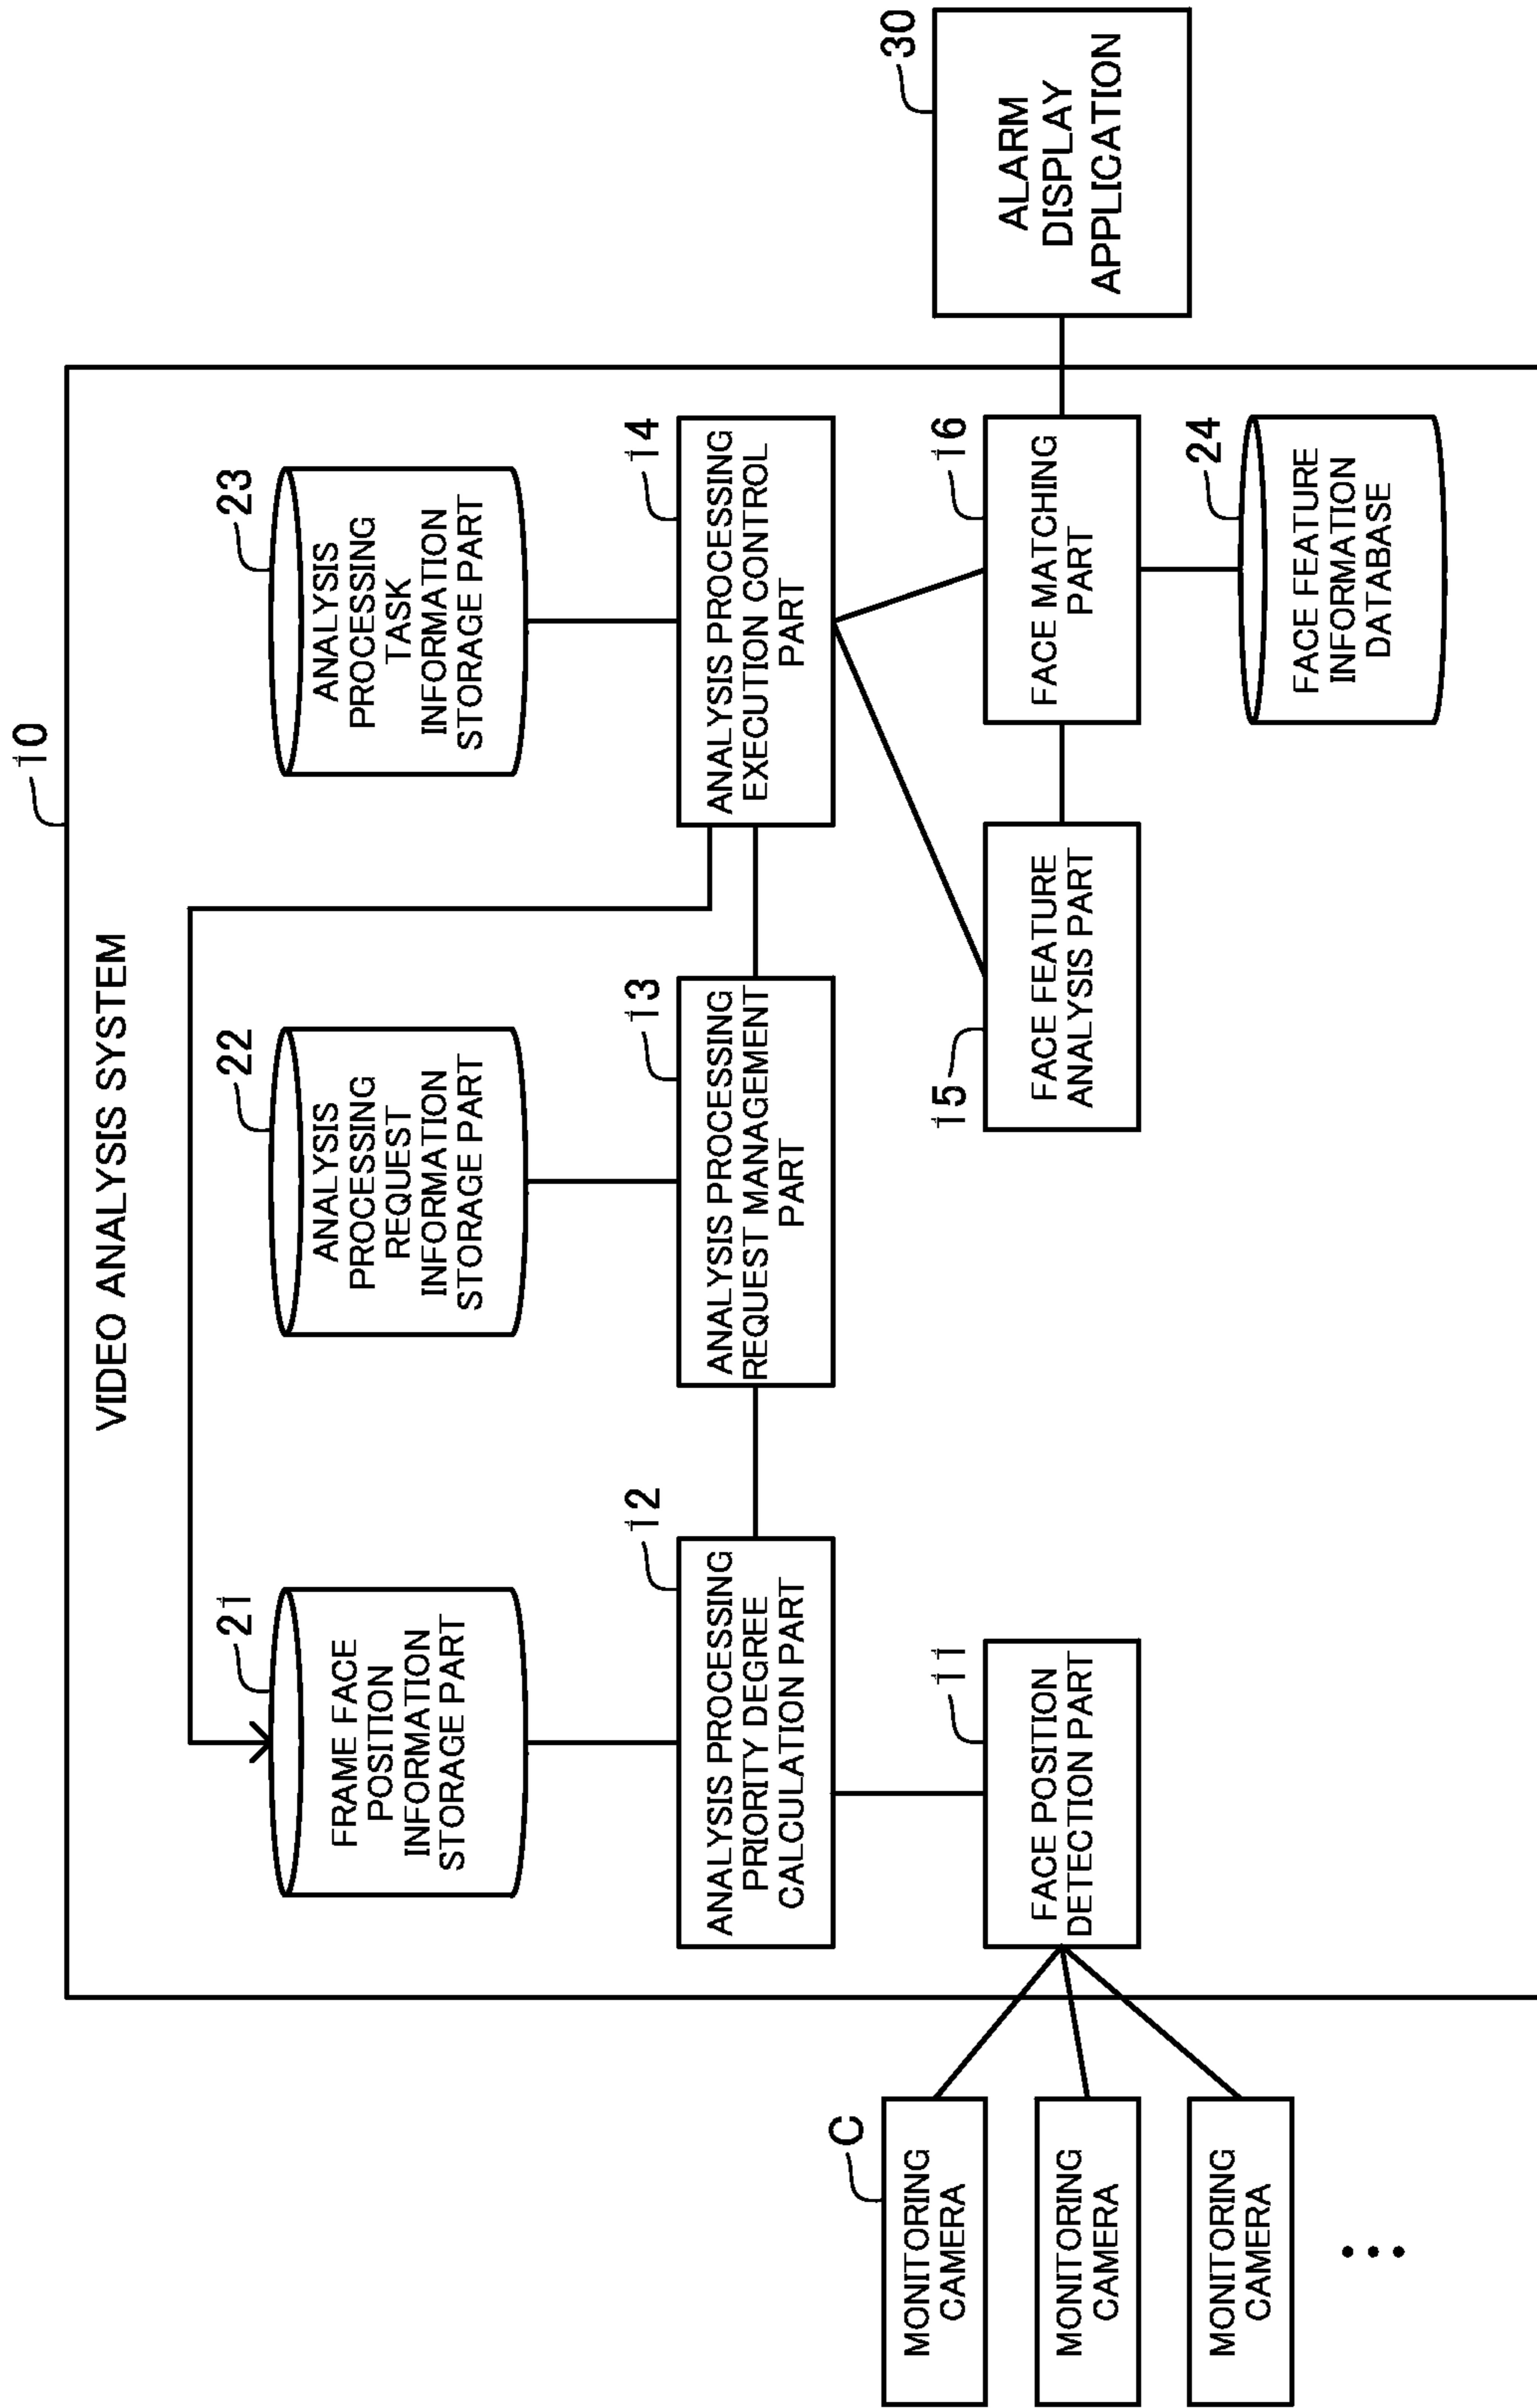 10
VIDEO ANALYSIS SYSTEM
21
FRAME FACE
POSITION
INFORMATION
STORAGE PART
22
ANALYSIS
PROCESSING
REQUEST
INFORMATION
STORAGE PART
23
ANALYSIS
PROCESSING
TASK
INFORMATION
STORAGE PART
12
ANALYSIS PROCESSING
PRIORITY DEGREE
CALCULATION PART
13
ANALYSIS PROCESSING
REQUEST MANAGEMENT
PART
14
ANALYSIS PROCESSING
EXECUTION CONTROL
PART
C
MONITORING
CAMERA
MONITORING
CAMERA
MONITORING
CAMERA
...
11
FACE POSITION
DETECTION PART
15
FACE FEATURE
ANALYSIS PART
16
FACE MATCHING
PART
24
FACE FEATURE
INFORMATION
DATABASE
30
ALARM
DISPLAY
APPLICATION